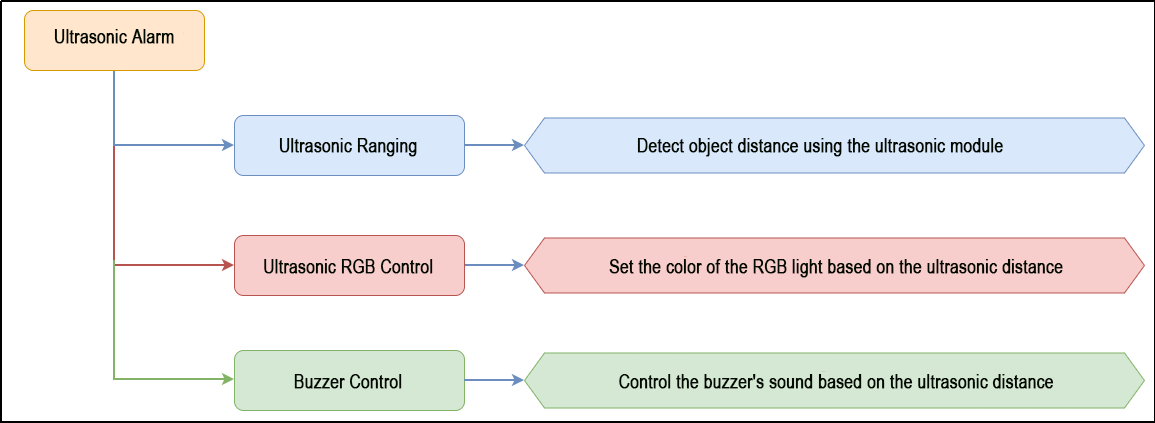 Ultrasonic Alarm
Ultrasonic Ranging
Detect object distance using the ultrasonic module
Ultrasonic RGB Control
Set the color of the RGB light based on the ultrasonic distance
Buzzer Control
Control the buzzer's sound based on the ultrasonic distance